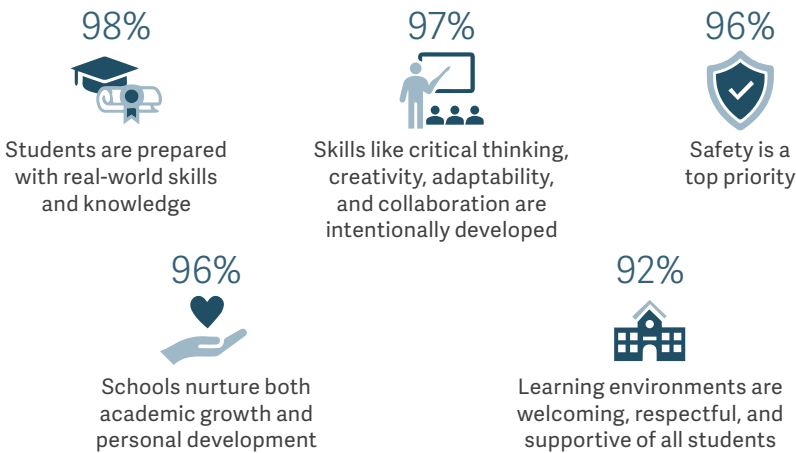 98%
Students are prepared
with real-world skills
and knowledge
97%
Skills like critical thinking,
creativity, adaptability,
and collaboration are
intentionally developed
96%
Safety is a
top priority
96%
Schools nurture both
academic growth and
personal development
92%
Learning environments are
welcoming, respectful, and
supportive of all students